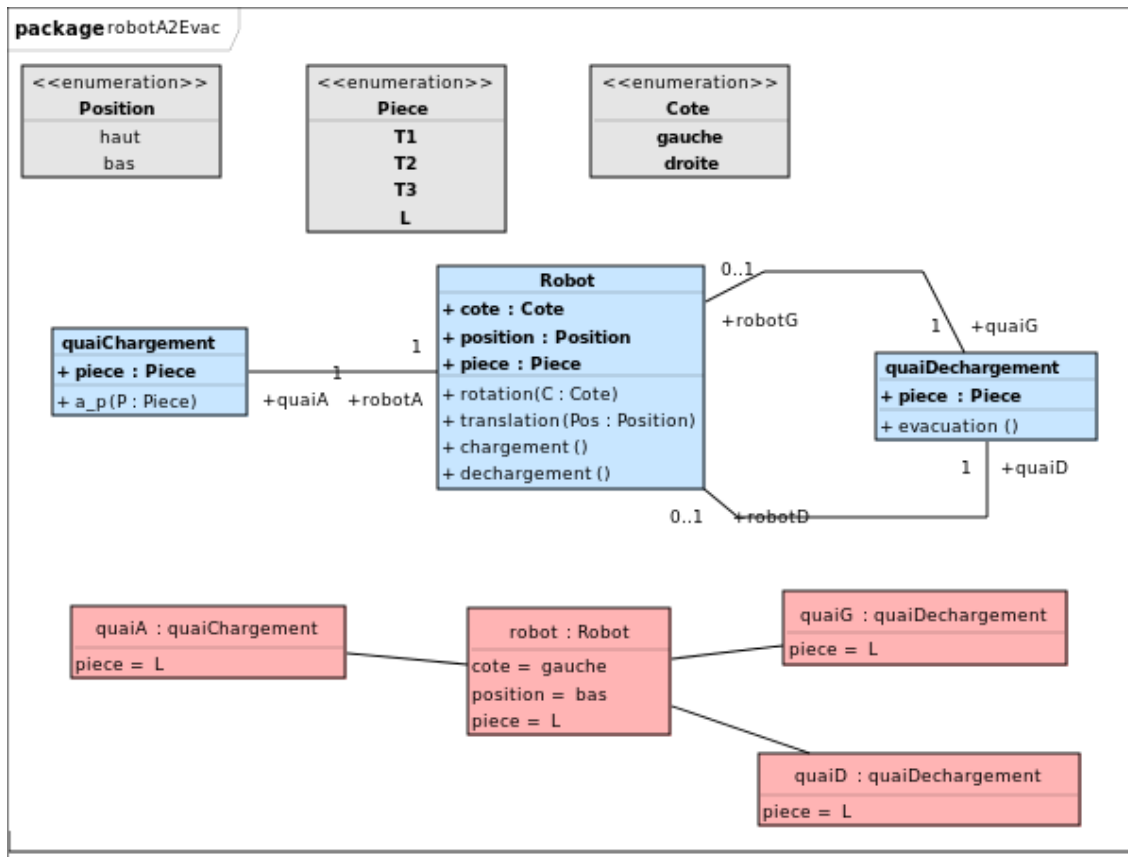 package robotA2Evac
<<enumeration>>
Position
haut
bas
<<enumeration>>
Piece
T1
T2
T3
L
<<enumeration>>
Cote
gauche
droite
quaiChargement
+ piece : Piece
+ a_p(P : Piece)
1
1
+quaiA
+robotA
Robot
+ cote : Cote
+ position : Position
+ piece : Piece
+ rotation(C : Cote)
+ translation(Pos : Position)
+ chargement ()
+ dechargement ()
0..1
+robotG
1
+quaiG
quaiDechargement
+ piece : Piece
+ evacuation ()
1
+quaiD
0..1
+robotD
quaiA : quaiChargement
piece = L
robot : Robot
cote = gauche
position = bas
piece = L
quaiG : quaiDechargement
piece = L
quaiD : quaiDechargement
piece = L